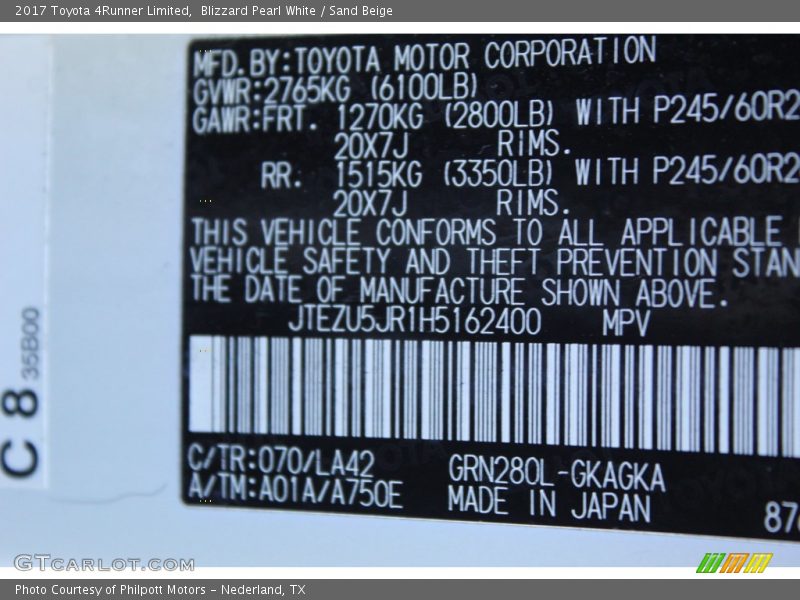 2017 Toyota 4Runner Limited, Blizzard Pearl White / Sand Beige
MFD. BY:TOYOTA MOTOR CORPORATION
GVWR:2765KG (6100LB)
GAWR:FRT. 1270KG (2800LB) WITH P245/60R2
20X7J RIMS.
RR. 1515KG (3350LB) WITH P245/60R2
20X7J RIMS.
THIS VEHICLE CONFORMS TO ALL APPLICABLE
VEHICLE SAFETY AND THEFT PREVENTION STAN
THE DATE OF MANUFACTURE SHOWN ABOVE.
JTEZU5JR1H5162400 MPV
C/TR:070/LA42 GRN280L-GKAGKA
A/TM:A01A/A750E MADE IN JAPAN
876
C 8 35B00
GTCARLOT.COM
Photo Courtesy of Philpott Motors - Nederland, TX